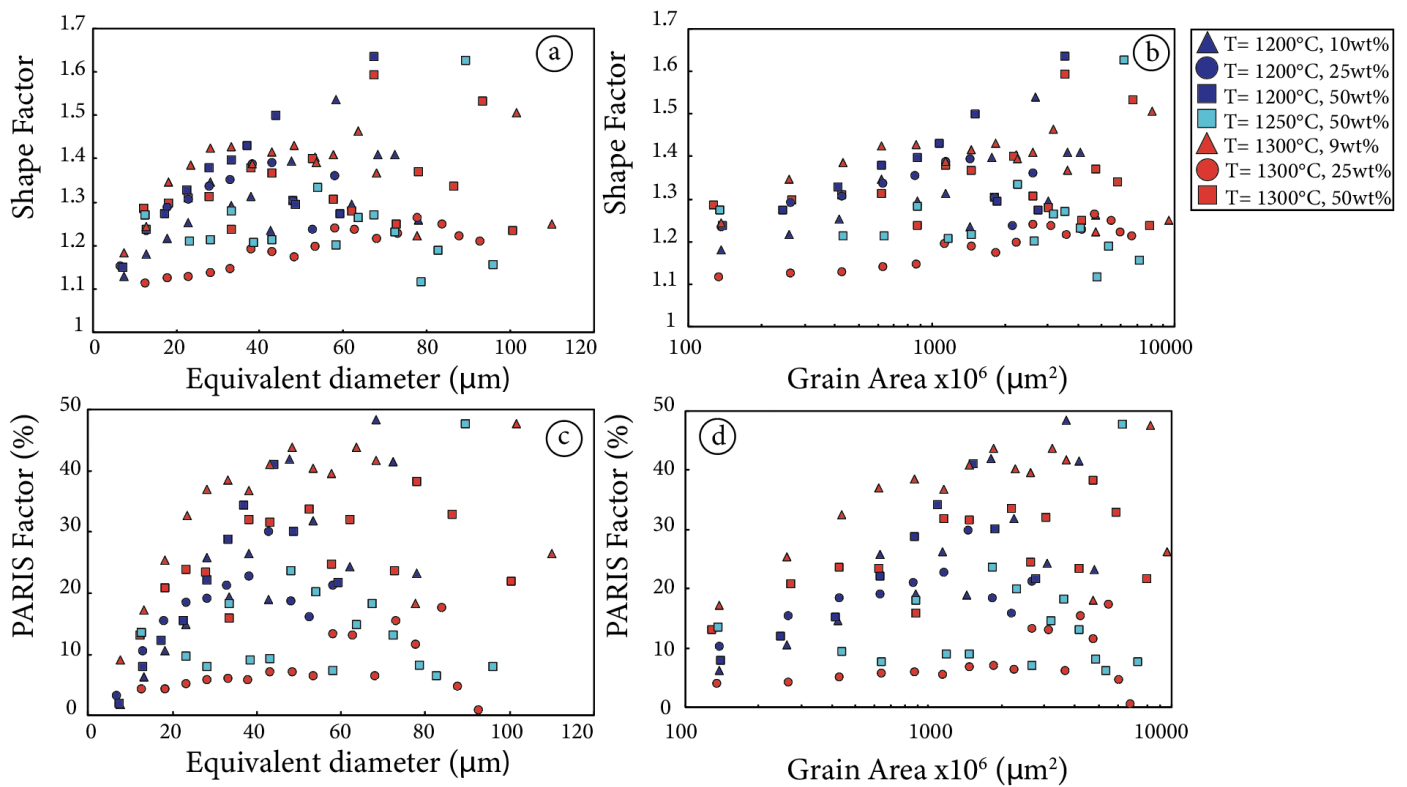 1.7
1.6
1.5
1.4
1.3
1.2
1.1
1
Shape Factor
a
0 20 40 60 80 100 120
Equivalent diameter (μm)
1.7
1.6
1.5
1.4
1.3
1.2
1.1
1
Shape Factor
b
100 1000 10000
Grain Area x10⁶ (μm²)
T= 1200°C, 10wt%
T= 1200°C, 25wt%
T= 1200°C, 50wt%
T= 1250°C, 50wt%
T= 1300°C, 9wt%
T= 1300°C, 25wt%
T= 1300°C, 50wt%
50
40
30
20
10
0
PARIS Factor (%)
c
0 20 40 60 80 100 120
Equivalent diameter (μm)
50
40
30
20
10
0
PARIS Factor (%)
d
100 1000 10000
Grain Area x10⁶ (μm²)